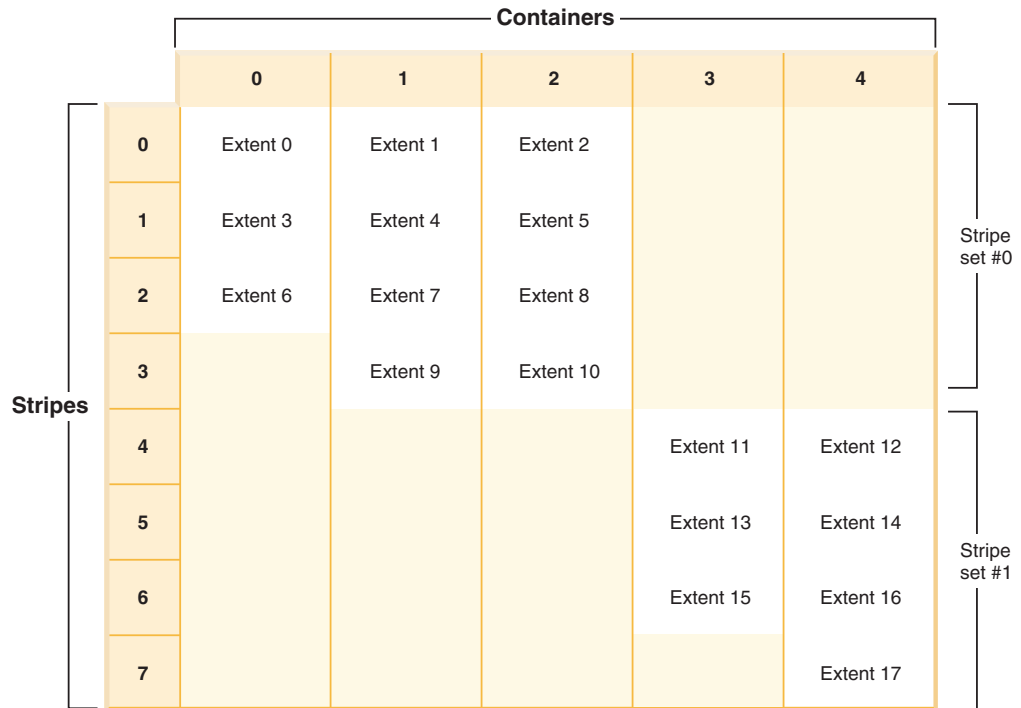 Containers
0 1 2 3 4
0 Extent 0 Extent 1 Extent 2
1 Extent 3 Extent 4 Extent 5
Stripe
set #0
2 Extent 6 Extent 7 Extent 8
3 Extent 9 Extent 10
Stripes
4 Extent 11 Extent 12
5 Extent 13 Extent 14
Stripe
set #1
6 Extent 15 Extent 16
7 Extent 17